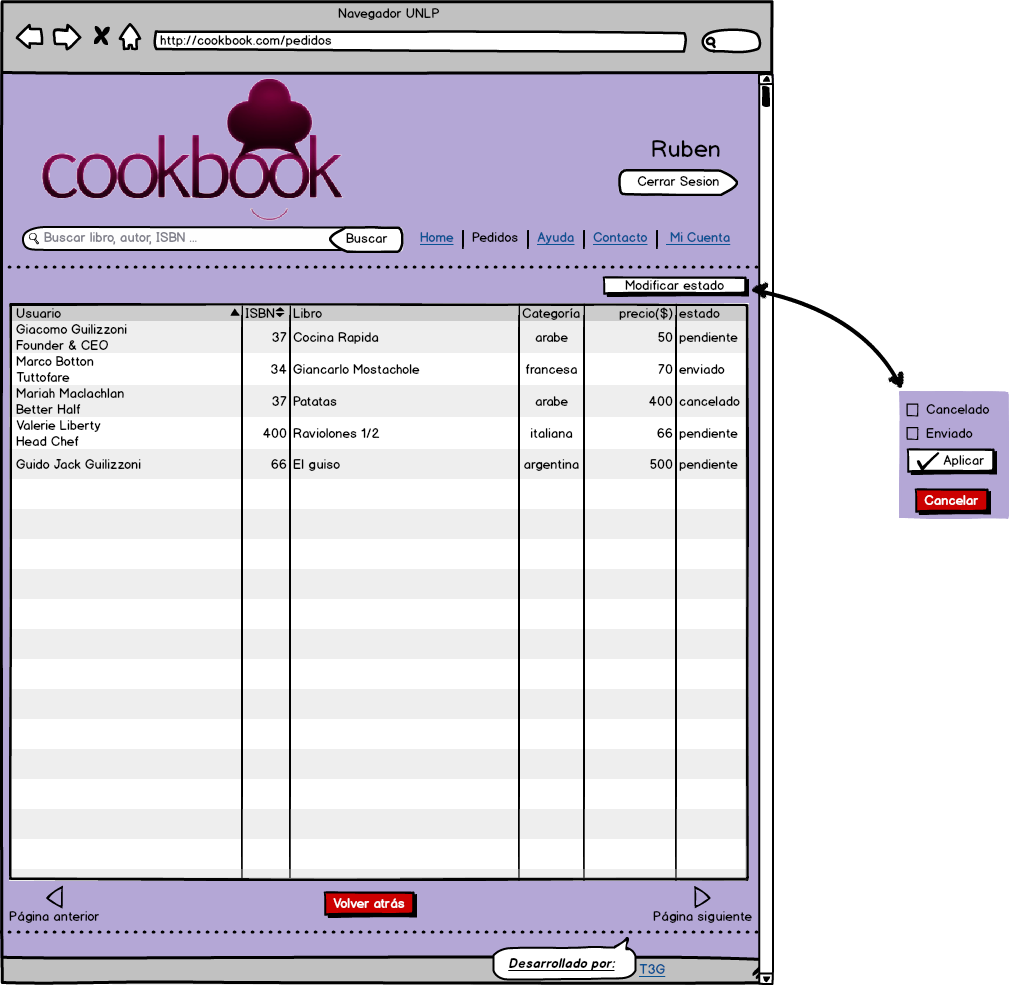 Navegador UNLP
http://cookbook.com/pedidos
cookbook
Ruben
Cerrar Sesion
Buscar libro, autor, ISBN ... Buscar Home Pedidos Ayuda Contacto Mi Cuenta
Modificar estado
Usuario ISBN Libro Categoría precio($) estado
Giacomo Guilizzoni
Founder & CEO 37 Cocina Rapida arabe 50 pendiente
Marco Botton
Tuttofare 34 Giancarlo Mostachole francesa 70 enviado
Mariah Maclachlan
Better Half 37 Patatas arabe 400 cancelado
Valerie Liberty
Head Chef 400 Raviolones 1/2 italiana 66 pendiente
Guido Jack Guilizzoni 66 El guiso argentina 500 pendiente
Cancelado
Enviado
Aplicar
Cancelar
Volver atrás
Página anterior Página siguiente
Desarrollado por: T3G